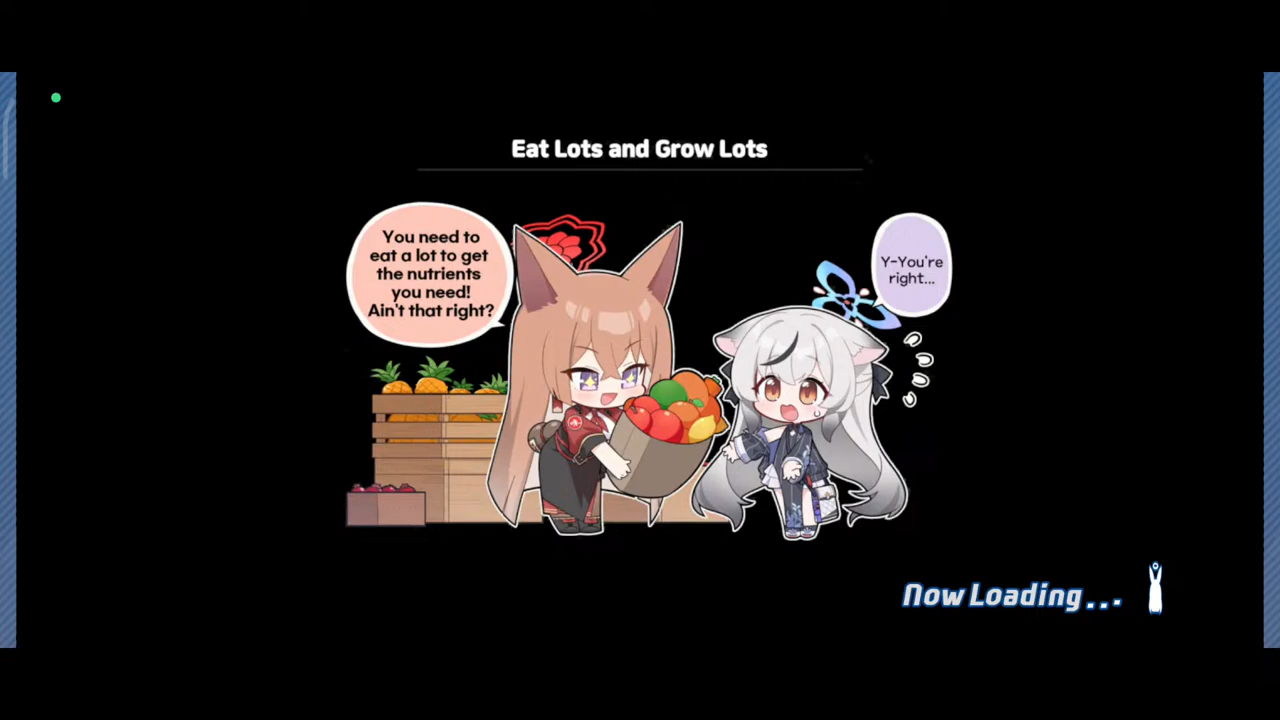 Eat Lots and Grow Lots
You need to
eat a lot to get
the nutrients
you need!
Ain't that right?
Y-You're
right...
Now Loading...